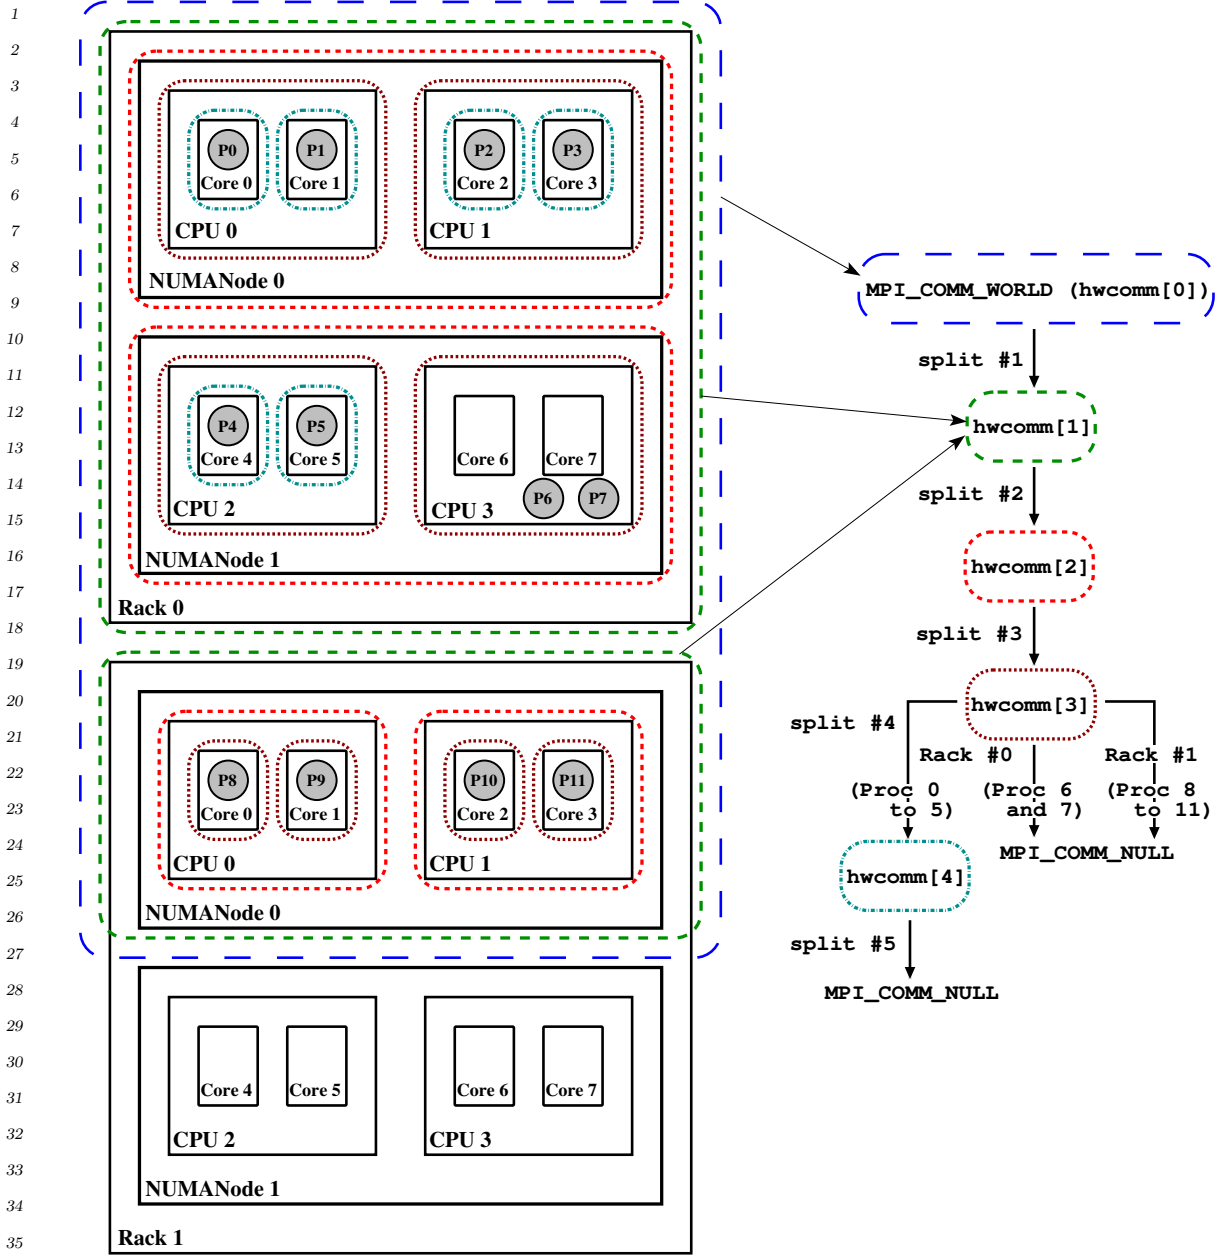 1
2
3
4
5
6
7
8
9
10
11
12
13
14
15
16
17
18
19
20
21
22
23
24
25
26
27
28
29
30
31
32
33
34
35
P0 P1 P2 P3
Core 0 Core 1 Core 2 Core 3
CPU 0 CPU 1
NUMANode 0
P4 P5
Core 4 Core 5 Core 6 Core 7
P6 P7
CPU 2 CPU 3
NUMANode 1
Rack 0
P8 P9 P10 P11
Core 0 Core 1 Core 2 Core 3
CPU 0 CPU 1
NUMANode 0
Core 4 Core 5 Core 6 Core 7
CPU 2 CPU 3
NUMANode 1
Rack 1
MPI_COMM_WORLD (hwcomm[0])
split #1
hwcomm[1]
split #2
hwcomm[2]
split #3
hwcomm[3]
split #4
Rack #0 Rack #1
(Proc 0 (Proc 6 (Proc 8
to 5) and 7) to 11)
MPI_COMM_NULL
hwcomm[4]
split #5
MPI_COMM_NULL